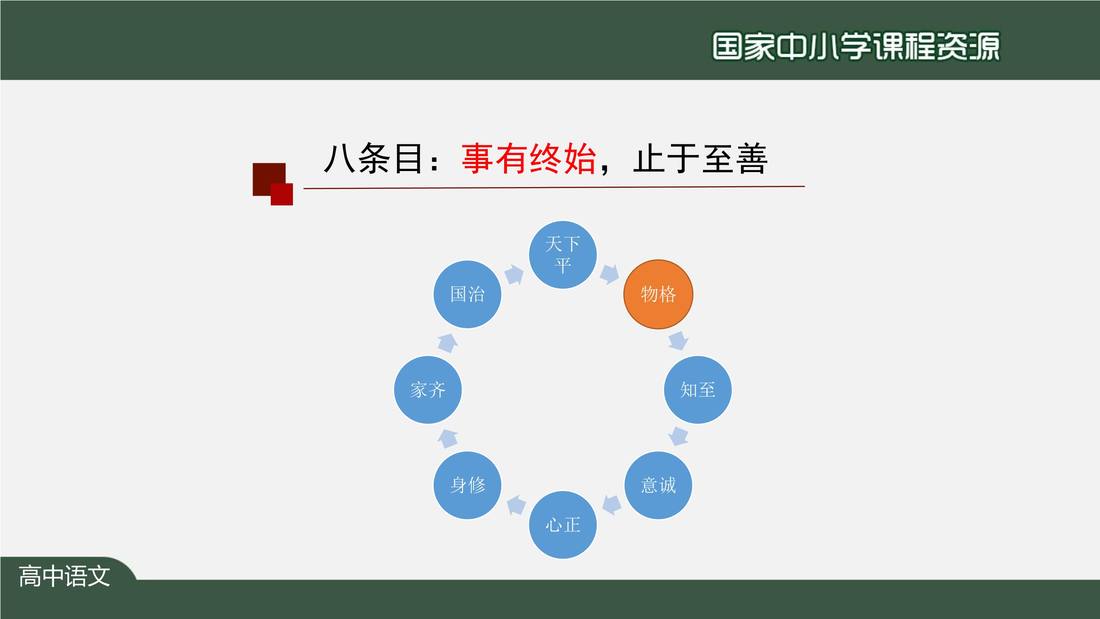 国家中小学课程资源
八条目：事有终始，止于至善
天下
平
物格
知至
意诚
心正
身修
家齐
国治
高中语文